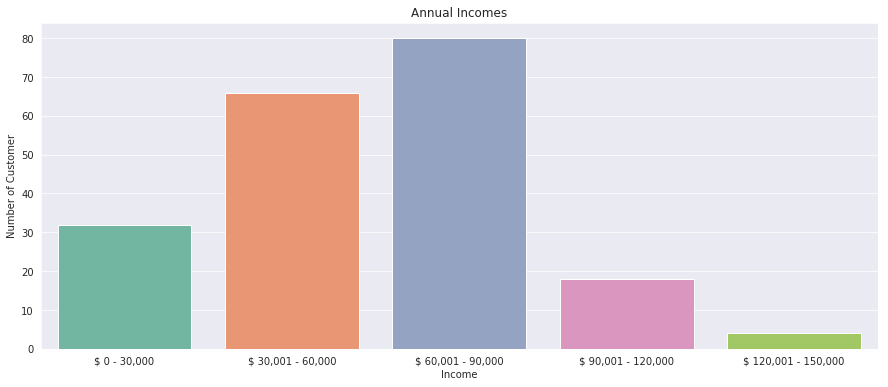 Annual Incomes
80
70
60
50
40
30
20
10
0
Number of Customer
$ 0 - 30,000
$ 30,001 - 60,000
$ 60,001 - 90,000
$ 90,001 - 120,000
$ 120,001 - 150,000
Income